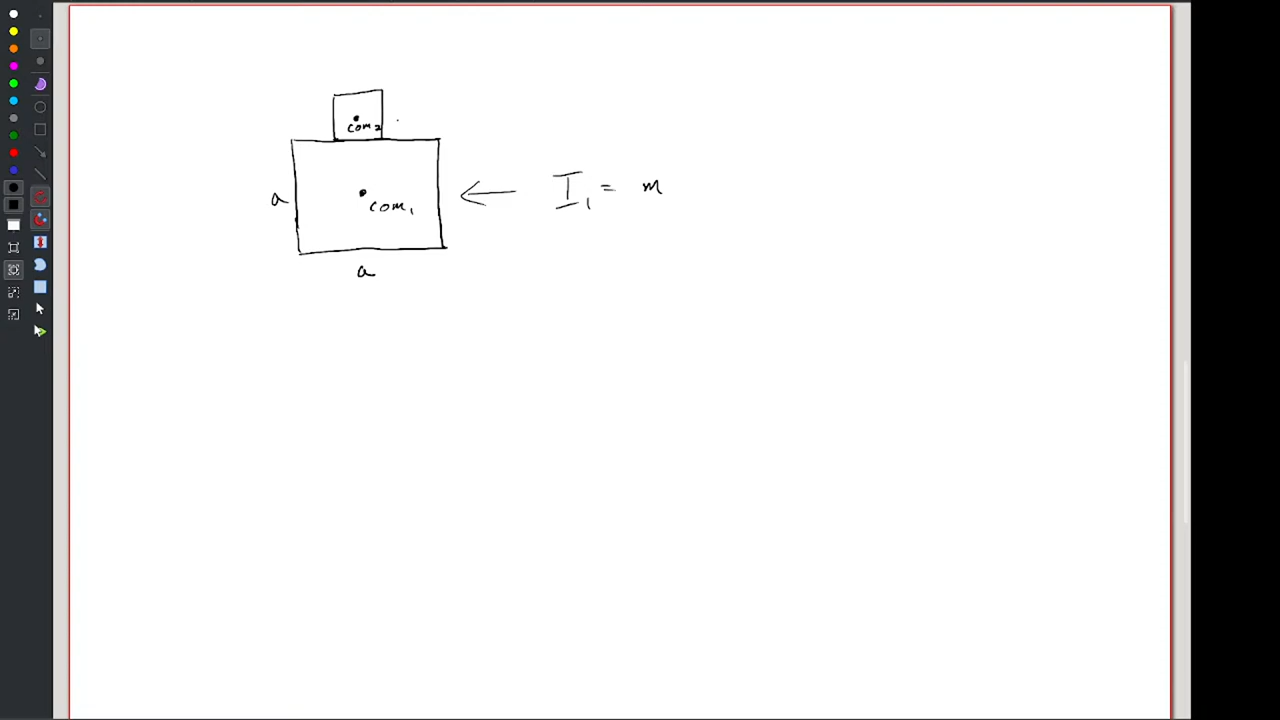 com₂
a
com₁
I₁ = m
a